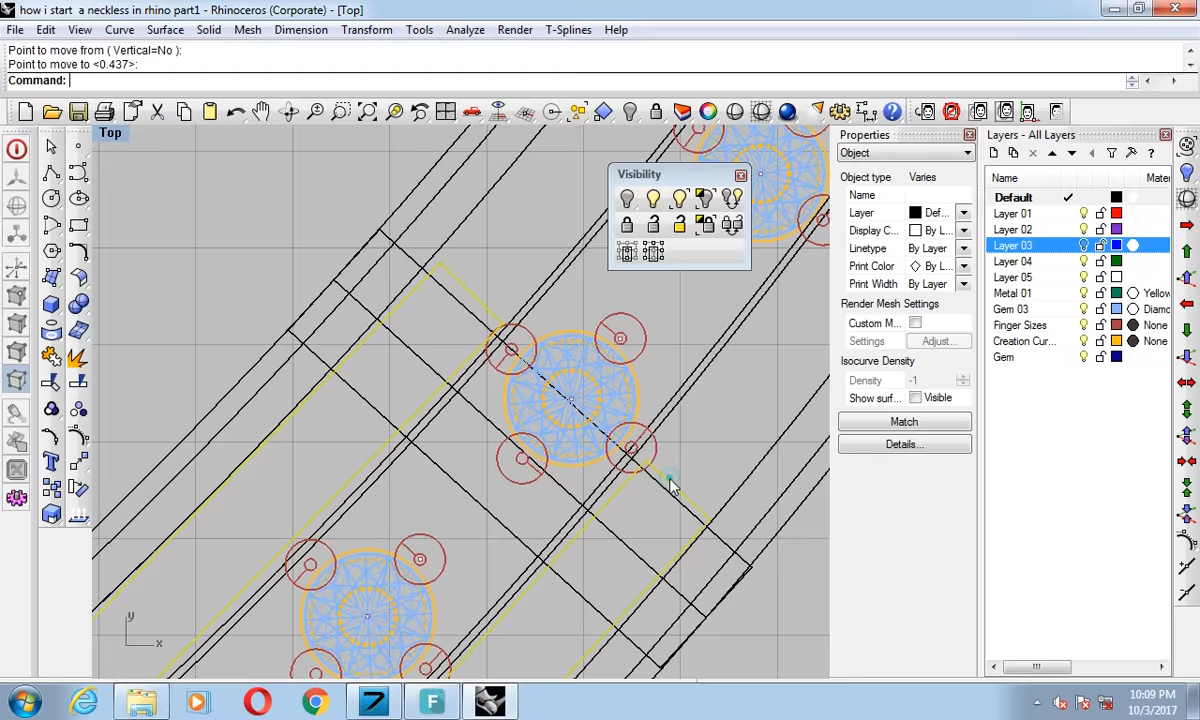 how i start  a neckless in rhino part1 - Rhinoceros (Corporate) - [Top]
File Edit View Curve Surface Solid Mesh Dimension Transform Tools Analyze Render T-Splines Help
Point to move from ( Vertical=No ):
Point to move to <0.437>:
Command:
Top
Visibility
Properties
Object
Object type Varies
Name
Layer Def...
Display C... By L...
Linetype By Layer
Print Color By L...
Print Width By Layer
Render Mesh Settings
Custom M...
Settings Adjust...
Isocurve Density
Density -1
Show surf... Visible
Match
Details...
Layers - All Layers
Name Mater
Default
Layer 01
Layer 02
Layer 03
Layer 04
Layer 05
Metal 01 Yellow
Gem 03 Diamo
Finger Sizes None
Creation Cur... None
Gem
y
x
10:09 PM
10/3/2017